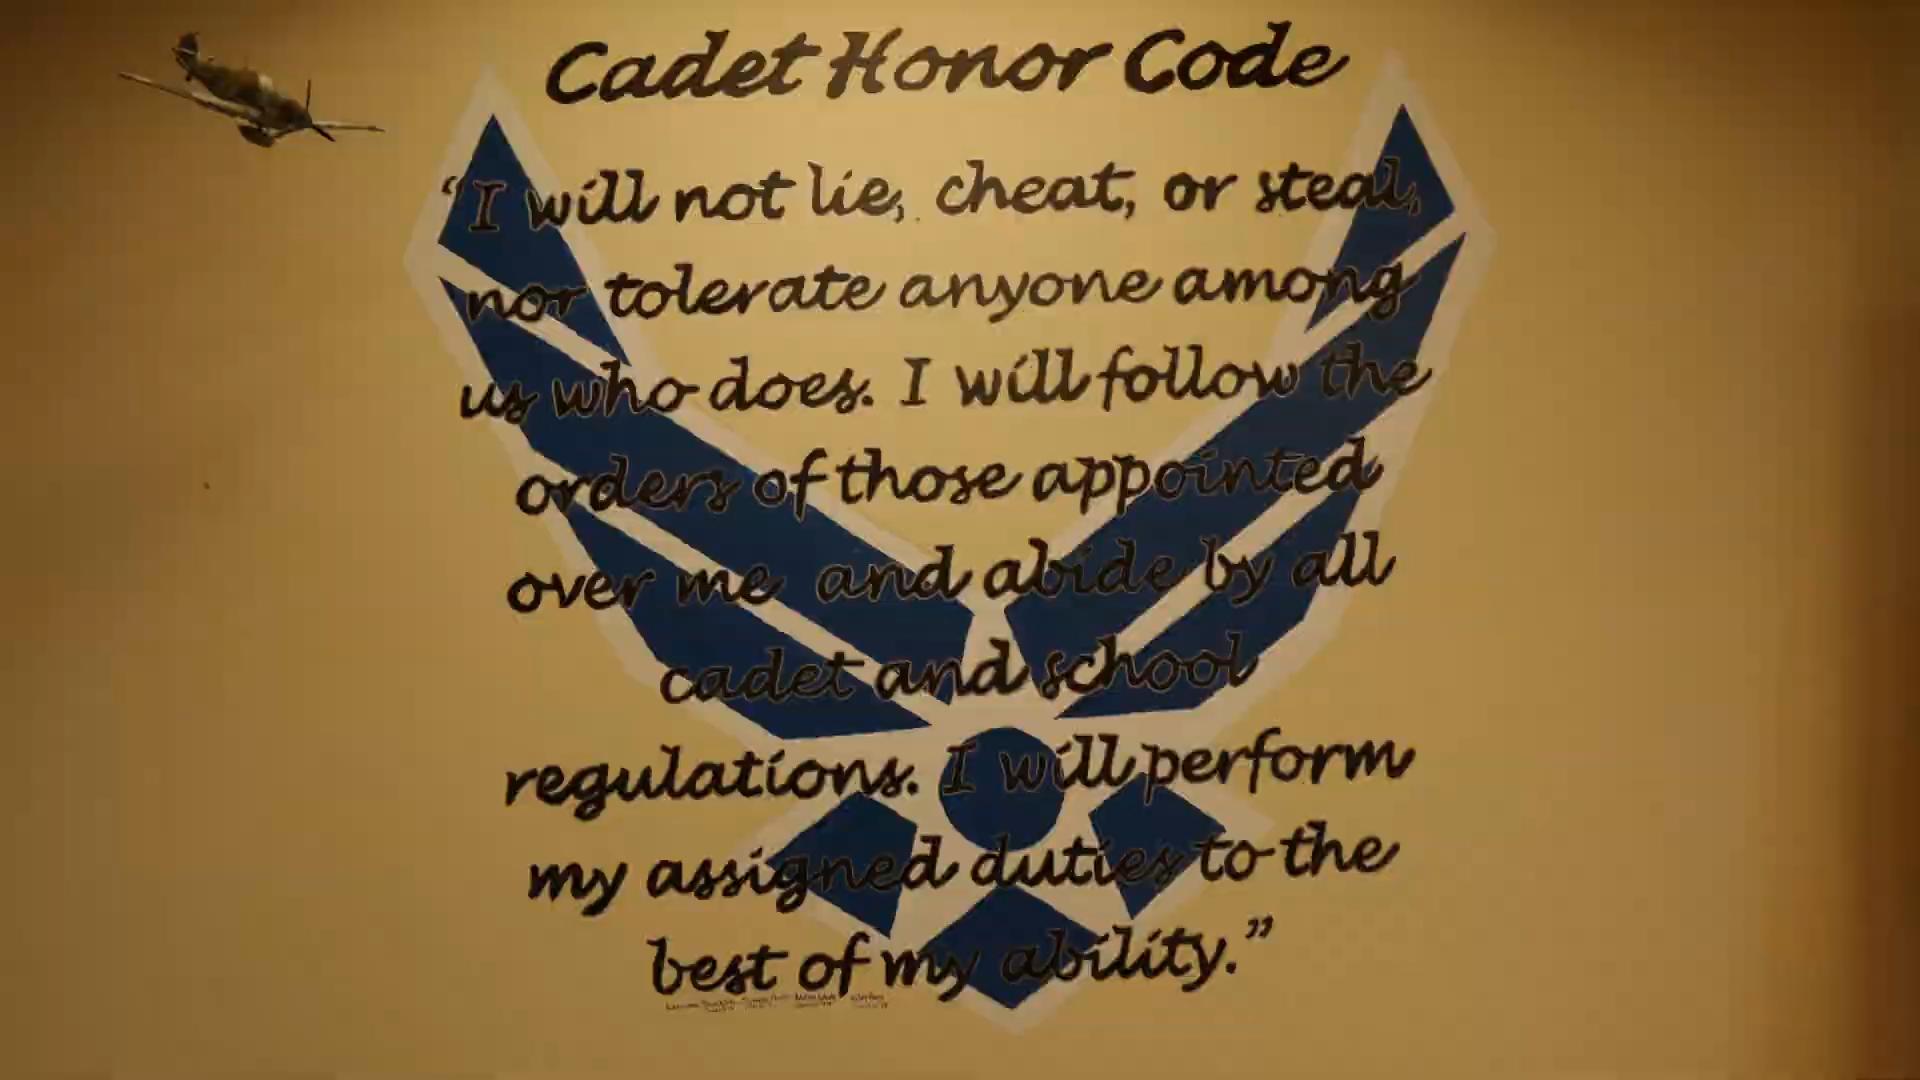 Cadet Honor Code
“I will not lie, cheat, or steal,
nor tolerate anyone among
us who does. I will follow the
orders of those appointed
over me and abide by all
cadet and school
regulations. I will perform
my assigned duties to the
best of my ability.”